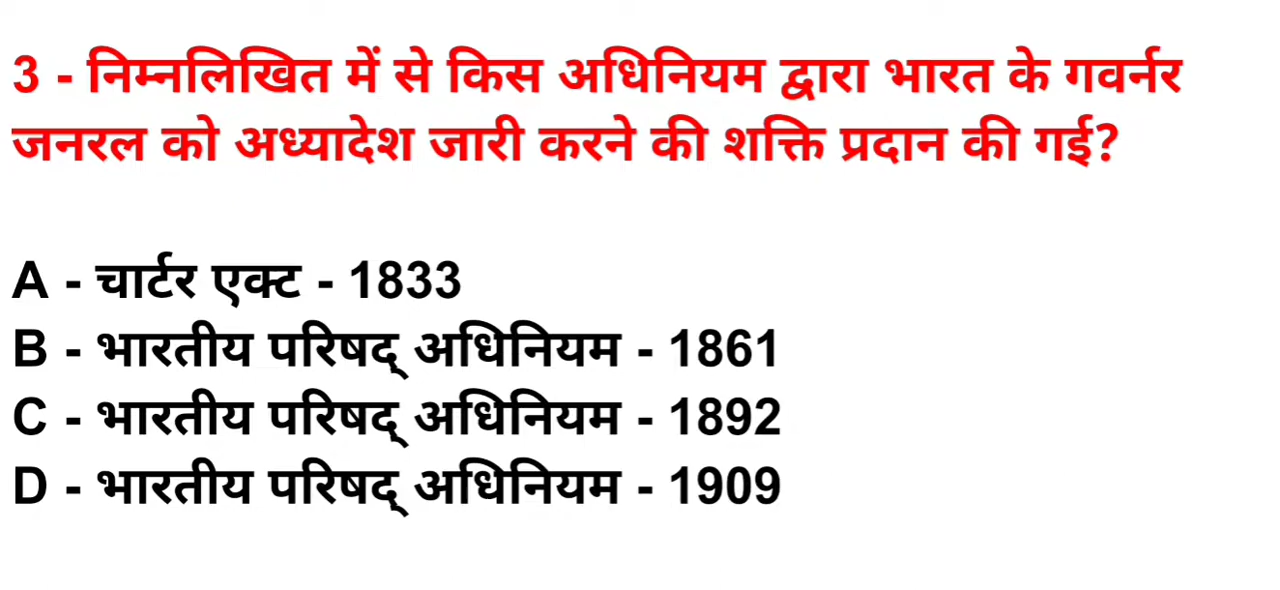 3 - निम्नलिखित में से किस अधिनियम द्वारा भारत के गवर्नर
जनरल को अध्यादेश जारी करने की शक्ति प्रदान की गई?
A - चार्टर एक्ट - 1833
B - भारतीय परिषद् अधिनियम - 1861
C - भारतीय परिषद् अधिनियम - 1892
D - भारतीय परिषद् अधिनियम - 1909